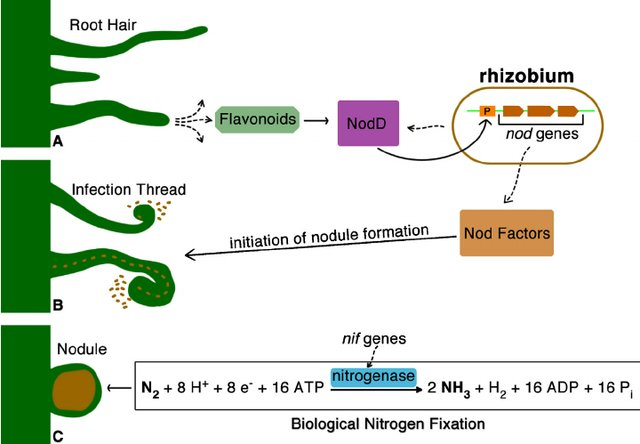 Root Hair
rhizobium
Flavonoids
NodD
P
nod genes
A
Infection Thread
Nod Factors
initiation of nodule formation
B
Nodule
nif genes
nitrogenase
N₂ + 8 H⁺ + 8 e⁻ + 16 ATP 2 NH₃ + H₂ + 16 ADP + 16 Pᵢ
Biological Nitrogen Fixation
C